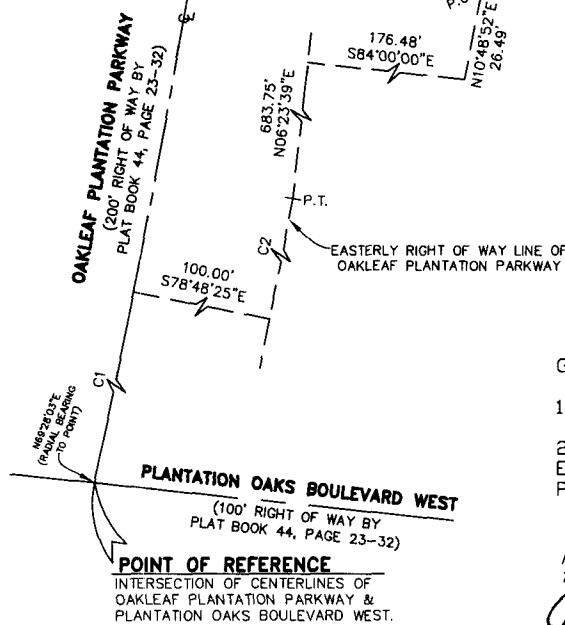 P.
176.48'
S84°00'00"E
N10°48'52"E
26.49'
OAKLEAF PLANTATION PARKWAY
(200' RIGHT OF WAY BY
PLAT BOOK 44, PAGE 23-32)
683.75'
N06°23'39"E
P.T.
C2
EASTERLY RIGHT OF WAY LINE OF
OAKLEAF PLANTATION PARKWAY
100.00'
S78°48'25"E
C1
N69°28'03"E
(RADIAL BEARING
TO POINT)
G
1
2
E
P
PLANTATION OAKS BOULEVARD WEST
(100' RIGHT OF WAY BY
PLAT BOOK 44, PAGE 23-32)
POINT OF REFERENCE
INTERSECTION OF CENTERLINES OF
OAKLEAF PLANTATION PARKWAY &
PLANTATION OAKS BOULEVARD WEST.